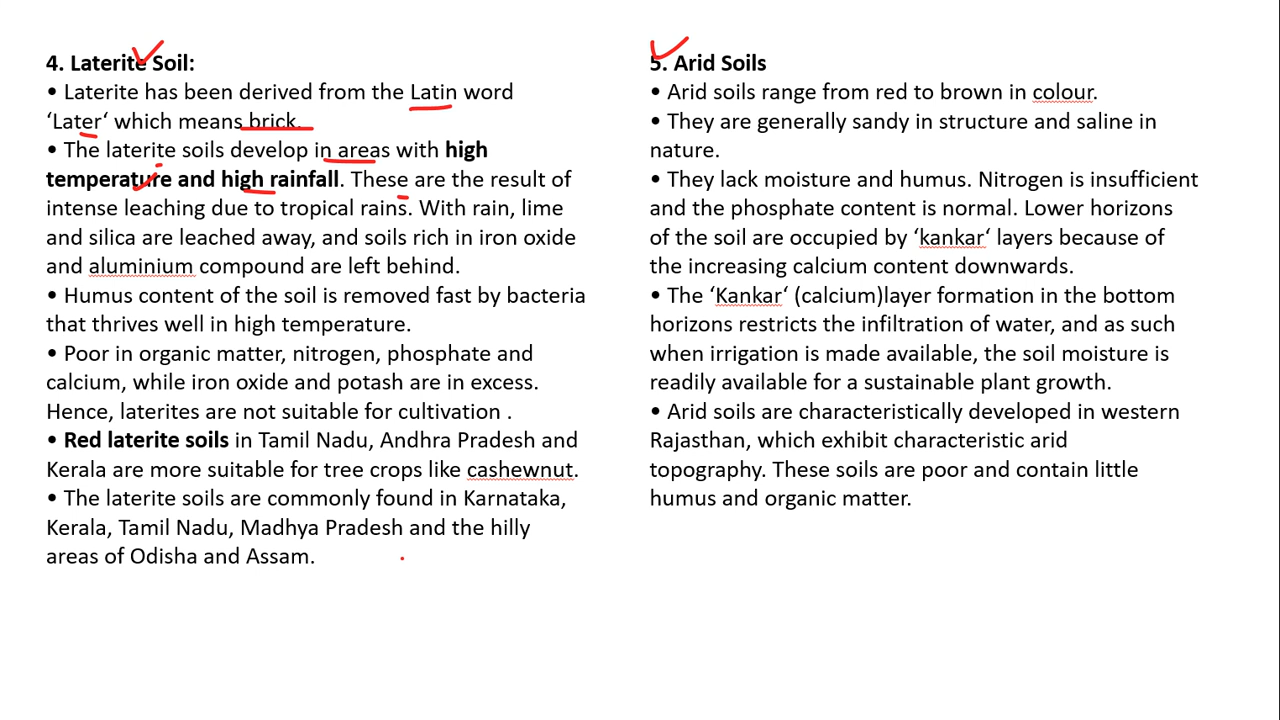 4. Laterite Soil:
• Laterite has been derived from the Latin word
‘Later‘ which means brick.
• The laterite soils develop in areas with high
temperature and high rainfall. These are the result of
intense leaching due to tropical rains. With rain, lime
and silica are leached away, and soils rich in iron oxide
and aluminium compound are left behind.
• Humus content of the soil is removed fast by bacteria
that thrives well in high temperature.
• Poor in organic matter, nitrogen, phosphate and
calcium, while iron oxide and potash are in excess.
Hence, laterites are not suitable for cultivation .
• Red laterite soils in Tamil Nadu, Andhra Pradesh and
Kerala are more suitable for tree crops like cashewnut.
• The laterite soils are commonly found in Karnataka,
Kerala, Tamil Nadu, Madhya Pradesh and the hilly
areas of Odisha and Assam.
5. Arid Soils
• Arid soils range from red to brown in colour.
• They are generally sandy in structure and saline in
nature.
• They lack moisture and humus. Nitrogen is insufficient
and the phosphate content is normal. Lower horizons
of the soil are occupied by ‘kankar‘ layers because of
the increasing calcium content downwards.
• The ‘Kankar‘ (calcium)layer formation in the bottom
horizons restricts the infiltration of water, and as such
when irrigation is made available, the soil moisture is
readily available for a sustainable plant growth.
• Arid soils are characteristically developed in western
Rajasthan, which exhibit characteristic arid
topography. These soils are poor and contain little
humus and organic matter.